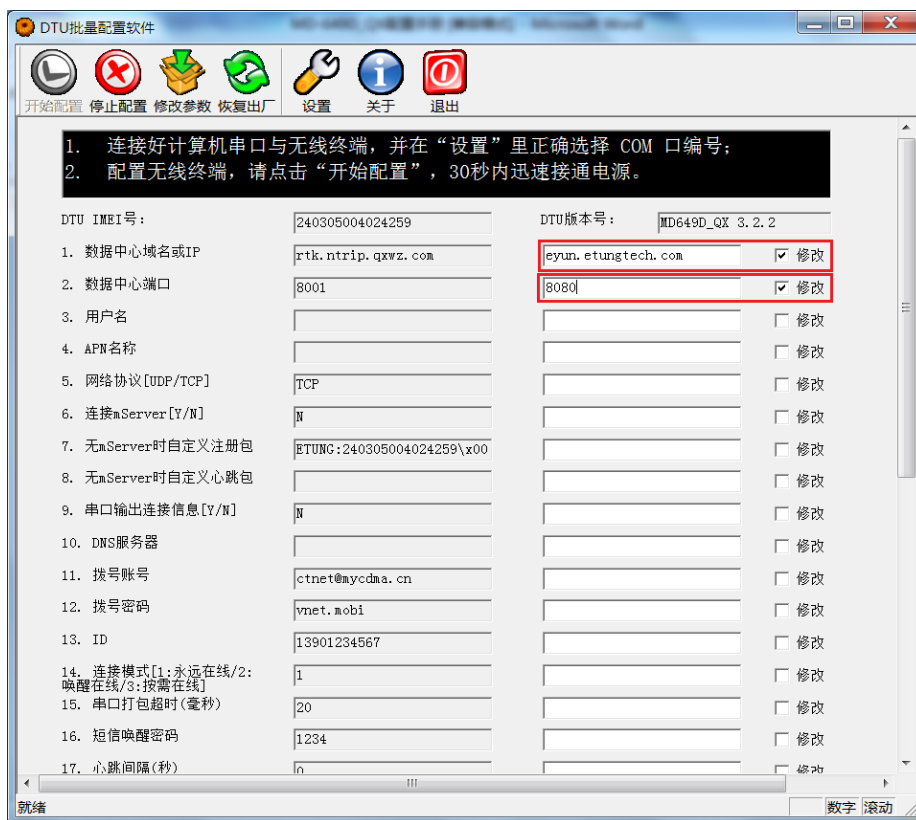 DTU批量配置软件
开始配置 停止配置 修改参数 恢复出厂 设置 关于 退出
1. 连接好计算机串口与无线终端，并在“设置”里正确选择 COM 口编号；
2. 配置无线终端，请点击“开始配置”，30秒内迅速接通电源。
DTU IMEI号: 240305004024259 DTU版本号: MD649D_QX 3.2.2
1. 数据中心域名或IP rtk.ntrip.qxwz.com eyun.etungtech.com 修改
2. 数据中心端口 8001 8080 修改
3. 用户名 修改
4. APN名称 修改
5. 网络协议[UDP/TCP] TCP 修改
6. 连接mServer[Y/N] N 修改
7. 无mServer时自定义注册包 ETUNG:240305004024259\x00 修改
8. 无mServer时自定义心跳包 修改
9. 串口输出连接信息[Y/N] N 修改
10. DNS服务器 修改
11. 拨号账号 ctnet@mycdma.cn 修改
12. 拨号密码 vnet.mobi 修改
13. ID 13901234567 修改
14. 连接模式[1:永远在线/2:
唤醒在线/3:按需在线] 1 修改
15. 串口打包超时(毫秒) 20 修改
16. 短信唤醒密码 1234 修改
17. 心跳间隔(秒) 0 修改
就绪 数字 滚动